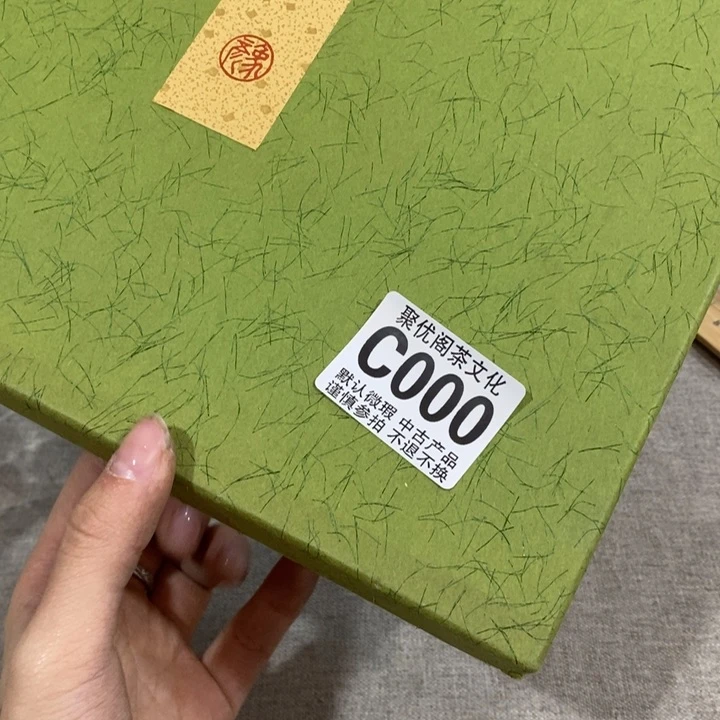 聚优阁茶文化
C000
默认微瑕 中古产品
谨慎参拍 不退不换